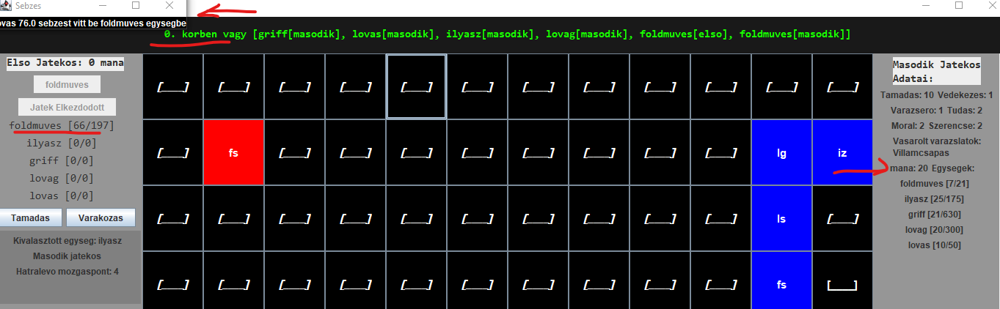 Sebzes
ovas 76.0 sebzest vitt be foldmuves egysegbe
0. korben vagy [griff[masodik], lovas[masodik], ilyasz[masodik], lovag[masodik], foldmuves[elso], foldmuves[masodik]]
Elso Jatekos: 0 mana
foldmuves
Jatek Elkezdodott
foldmuves [66/197]
ilyasz [0/0]
griff [0/0]
lovag [0/0]
lovas [0/0]
Tamadas Varakozas
Kivalasztott egyseg: ilyasz
Masodik jatekos
Hatralevo mozgaspont: 4
[___] [___] [___] [___] [___] [___] [___] [___] [___] [___] [___] [___]
[___] fs [___] [___] [___] [___] [___] [___] [___] [___] lg iz
[___] [___] [___] [___] [___] [___] [___] [___] [___] [___] ls [___]
[___] [___] [___] [___] [___] [___] [___] [___] [___] [___] fs [___]
Masodik Jatekos
Adatai:
Tamadas: 10 Vedekezes: 1
Varazsero: 1 Tudas: 2
Moral: 2 Szerencse: 2
Vasarolt varazslatok:
Villamcsapas
mana: 20 Egysegek:
foldmuves [7/21]
ilyasz [25/175]
griff [21/630]
lovag [20/300]
lovas [10/50]